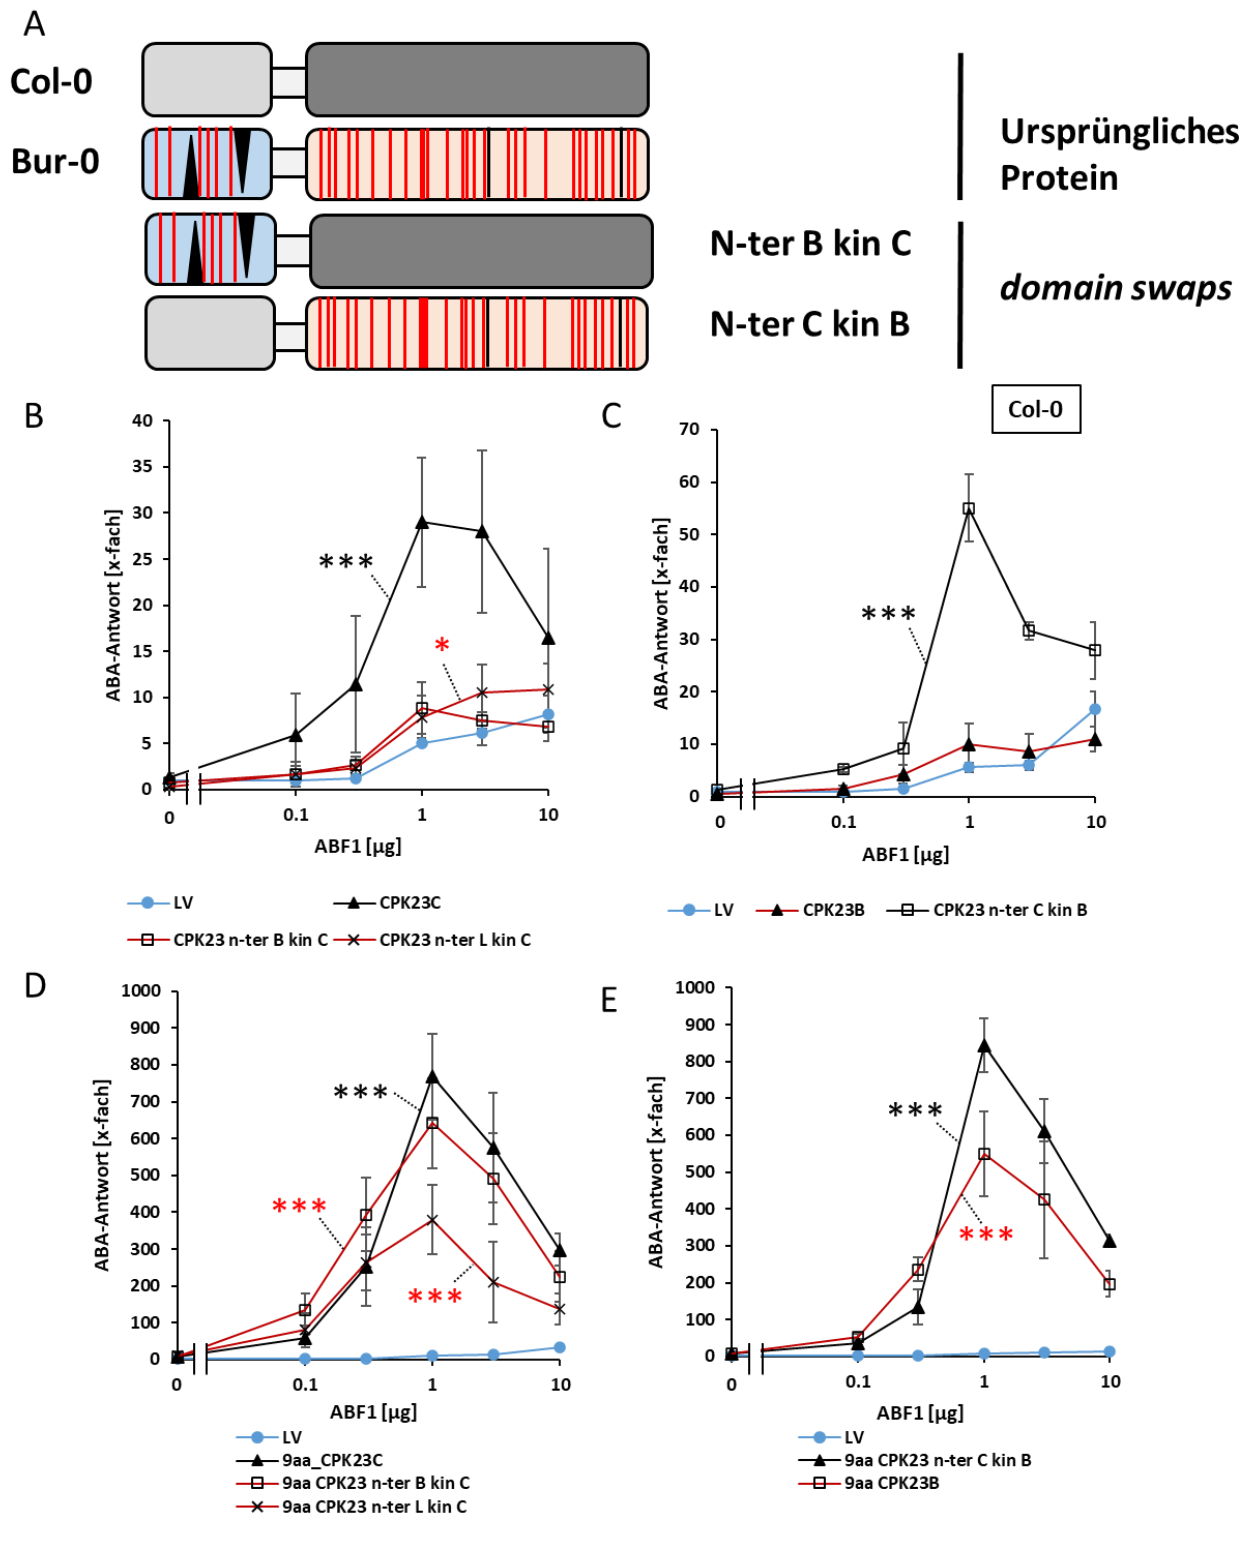 A
Col-0
Bur-0
Ursprüngliches
Protein
N-ter B kin C
N-ter C kin B
domain swaps
B
40
35
30
25
20
15
10
5
0
ABA-Antwort [x-fach]
***
*
0
0.1
1
10
ABF1 [µg]
LV
CPK23C
CPK23 n-ter B kin C
CPK23 n-ter L kin C
C
Col-0
70
60
50
40
30
20
10
0
ABA-Antwort [x-fach]
***
0
0.1
1
10
ABF1 [µg]
LV
CPK23B
CPK23 n-ter C kin B
D
1000
900
800
700
600
500
400
300
200
100
0
ABA-Antwort [x-fach]
***
***
***
0
0.1
1
10
ABF1 [µg]
LV
9aa_CPK23C
9aa CPK23 n-ter B kin C
9aa CPK23 n-ter L kin C
E
1000
900
800
700
600
500
400
300
200
100
0
ABA-Antwort [x-fach]
***
***
0
0.1
1
10
ABF1 [µg]
LV
9aa CPK23 n-ter C kin B
9aa CPK23B